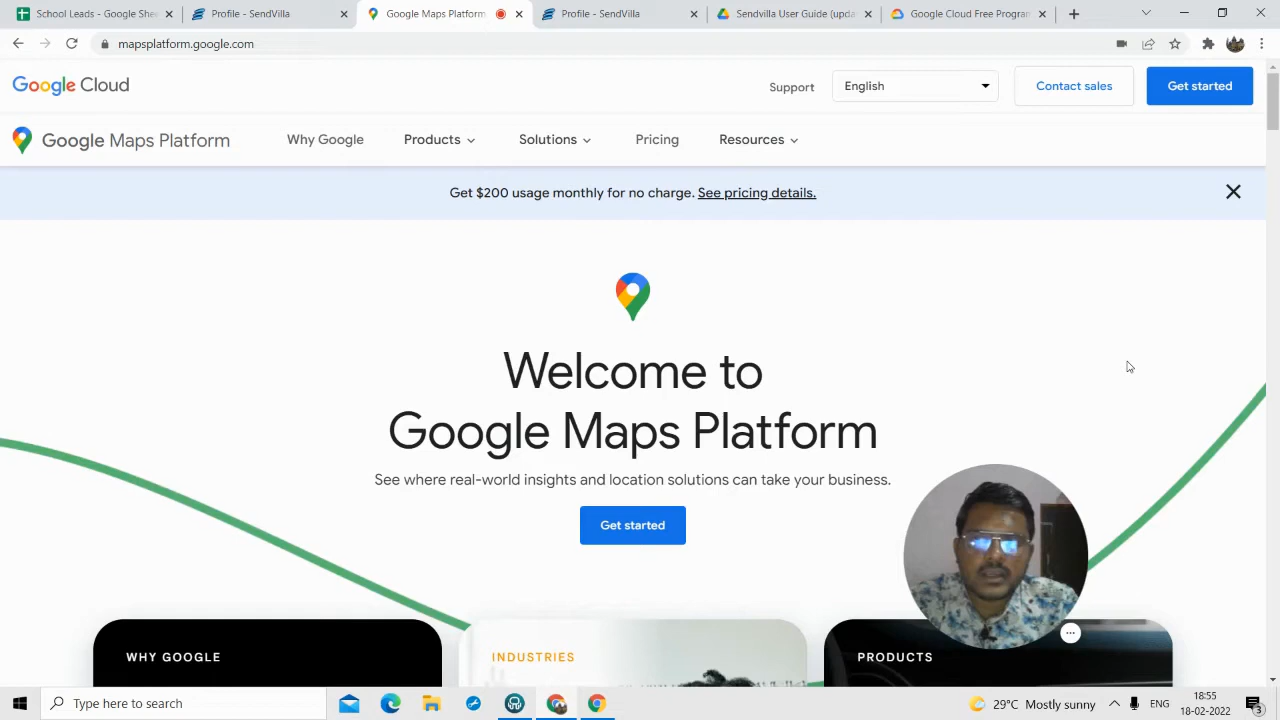 School Leads - Google Shee
Profile - SendVilla
Google Maps Platform
Profile - SendVilla
Sendvilla User Guide (upda
Google Cloud Free Program
mapsplatform.google.com
Google Cloud
Support
English
Contact sales
Get started
Google Maps Platform
Why Google
Products
Solutions
Pricing
Resources
Get $200 usage monthly for no charge. See pricing details.
Welcome to
Google Maps Platform
See where real-world insights and location solutions can take your business.
Get started
WHY GOOGLE
INDUSTRIES
PRODUCTS
Type here to search
29°C Mostly sunny
ENG
18:55
18-02-2022
3